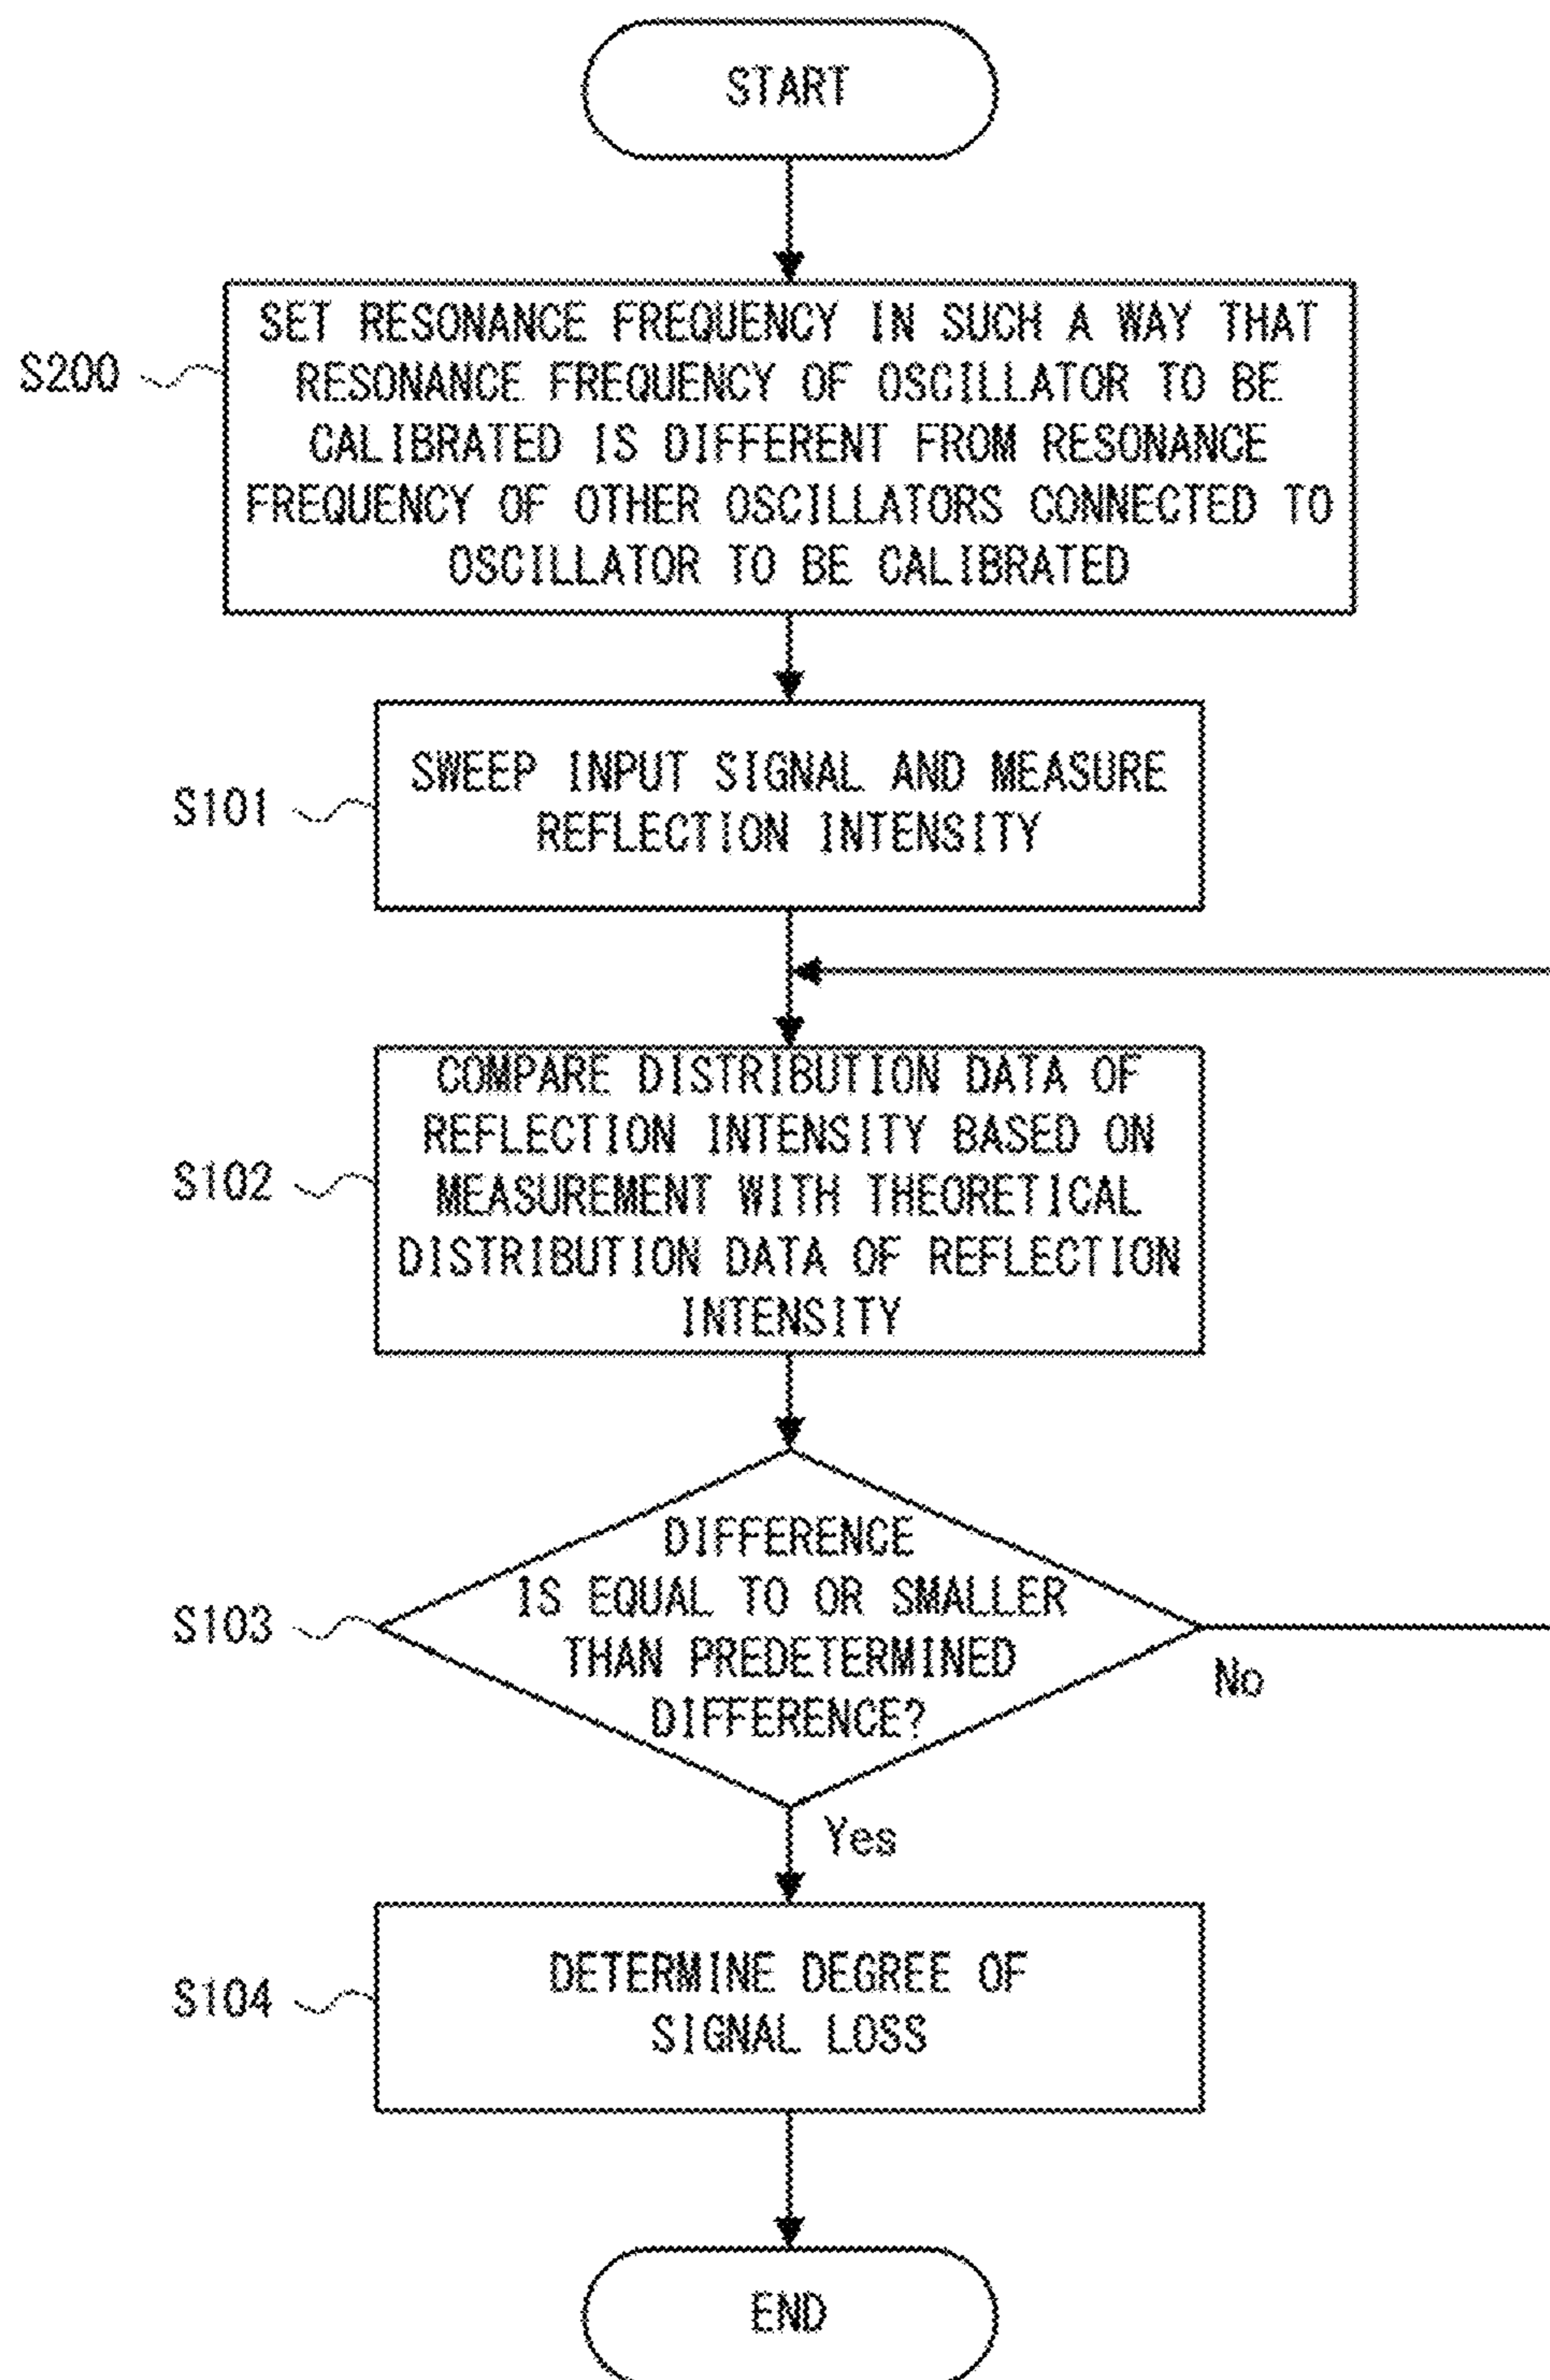 START
S200
SET RESONANCE FREQUENCY IN SUCH A WAY THAT
RESONANCE FREQUENCY OF OSCILLATOR TO BE
CALIBRATED IS DIFFERENT FROM RESONANCE
FREQUENCY OF OTHER OSCILLATORS CONNECTED TO
OSCILLATOR TO BE CALIBRATED
S101
SWEEP INPUT SIGNAL AND MEASURE
REFLECTION INTENSITY
S102
COMPARE DISTRIBUTION DATA OF
REFLECTION INTENSITY BASED ON
MEASUREMENT WITH THEORETICAL
DISTRIBUTION DATA OF REFLECTION
INTENSITY
S103
DIFFERENCE
IS EQUAL TO OR SMALLER
THAN PREDETERMINED
DIFFERENCE?
No
Yes
S104
DETERMINE DEGREE OF
SIGNAL LOSS
END